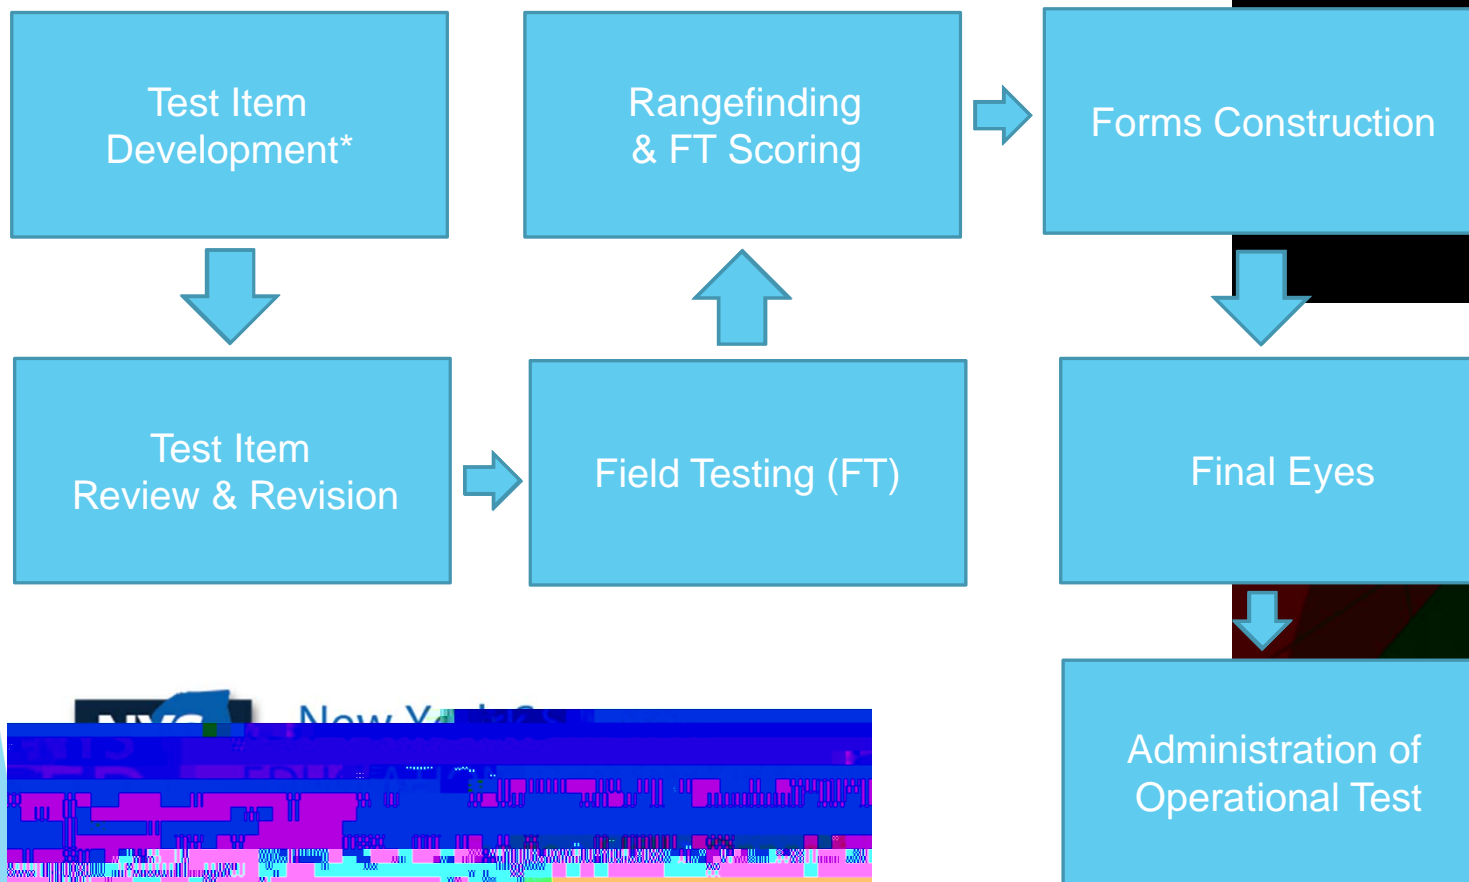 Test Item
Development*
Test Item
Review & Revision
Field Testing (FT)
Rangefinding
& FT Scoring
Forms Construction
Final Eyes
Administration of
Operational Test
New